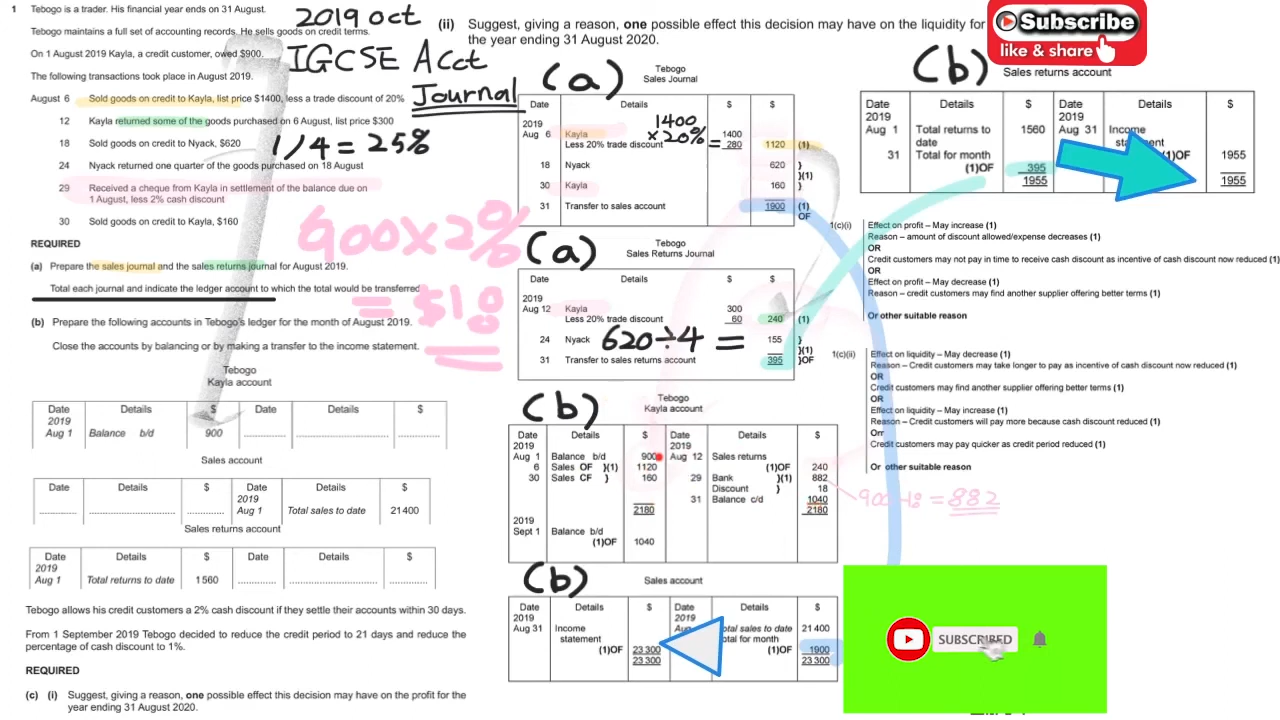 1 Tebogo is a trader. His financial year ends on 31 August.
Tebogo maintains a full set of accounting records. He sells goods on credit terms.
On 1 August 2019 Kayla, a credit customer, owed $900.
The following transactions took place in August 2019.
August 6 Sold goods on credit to Kayla, list price $1400, less a trade discount of 20%
12 Kayla returned some of the goods purchased on 6 August, list price $300
18 Sold goods on credit to Nyack, $620
24 Nyack returned one quarter of the goods purchased on 18 August
29 Received a cheque from Kayla in settlement of the balance due on
1 August, less 2% cash discount
30 Sold goods on credit to Kayla, $160
REQUIRED
(a) Prepare the sales journal and the sales returns journal for August 2019.
Total each journal and indicate the ledger account to which the total would be transferred
(b) Prepare the following accounts in Tebogo's ledger for the month of August 2019.
Close the accounts by balancing or by making a transfer to the income statement.
Tebogo
Kayla account
Date Details $ Date Details $
2019
Aug 1 Balance b/d 900
Sales account
Date Details $ Date Details $
2019
Aug 1 Total sales to date 21 400
Sales returns account
Date Details $ Date Details $
2019
Aug 1 Total returns to date 1 560
Tebogo allows his credit customers a 2% cash discount if they settle their accounts within 30 days.
From 1 September 2019 Tebogo decided to reduce the credit period to 21 days and reduce the
percentage of cash discount to 1%.
REQUIRED
(c) (i) Suggest, giving a reason, one possible effect this decision may have on the profit for the
year ending 31 August 2020.
2019 oct
IGCSE Acct
Journal
1/4 = 25%
900 x 2%
= $18
(ii) Suggest, giving a reason, one possible effect this decision may have on the liquidity for
the year ending 31 August 2020.
Subscribe
like & share
(a)
Tebogo
Sales Journal
Date Details $ $
2019
Aug 6 Kayla 1400
Less 20% trade discount 280 1120 (1)
1400
x 20%
=
18 Nyack 620 }
}(1)
30 Kayla 160 }
31 Transfer to sales account 1900 (1)
OF
(a)
Tebogo
Sales Returns Journal
Date Details $ $
2019
Aug 12 Kayla 300
Less 20% trade discount 60 240 (1)
24 Nyack 155 }
620 ÷ 4 =
}(1)
31 Transfer to sales returns account 395 }OF
(b)
Tebogo
Kayla account
Date Details $ Date Details $
2019 2019
Aug 1 Balance b/d 900 Aug 12 Sales returns
6 Sales OF }(1) 1120 (1)OF 240
30 Sales CF } 160 29 Bank }(1) 882
Discount } 18
31 Balance c/d 1040
2180 2180
2019
Sept 1 Balance b/d
(1)OF 1040
900-18 = 882
(b)
Sales account
Date Details $ Date Details $
2019 2019
Aug 31 Income total sales to date 21 400
statement total for month
(1)OF 23 300 (1)OF 1900
23 300 23 300
(b)
Sales returns account
Date Details $ Date Details $
2019 2019
Aug 1 Total returns to 1560 Aug 31 Income
date
31 Total for month (1)OF 1955
(1)OF 395
1955 1955
1(c)(i) Effect on profit – May increase (1)
Reason – amount of discount allowed/expense decreases (1)
OR
Credit customers may not pay in time to receive cash discount as incentive of cash discount now reduced (1)
OR
Effect on profit – May decrease (1)
Reason – credit customers may find another supplier offering better terms (1)
Or other suitable reason
1(c)(ii) Effect on liquidity – May decrease (1)
Reason – Credit customers may take longer to pay as incentive of cash discount now reduced (1)
OR
Credit customers may find another supplier offering better terms (1)
OR
Effect on liquidity – May increase (1)
Reason – Credit customers will pay more because cash discount reduced (1)
Orr
Credit customers may pay quicker as credit period reduced (1)
Or other suitable reason
SUBSCRIBED